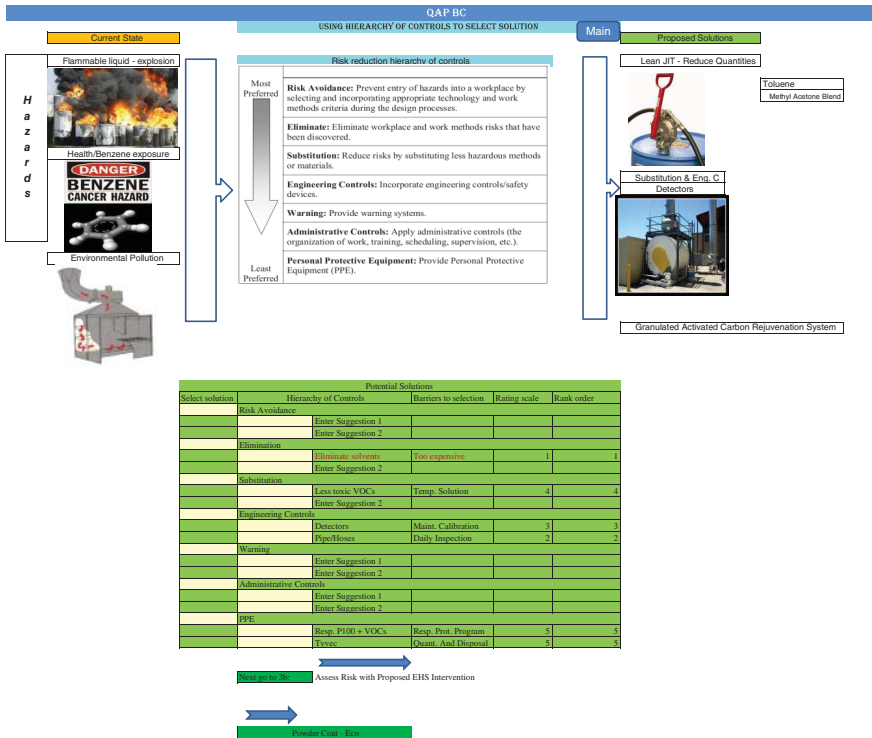 QAP BC
USING HIERARCHY OF CONTROLS TO SELECT SOLUTION
Main
Current State
Proposed Solutions
Hazards
Flammable liquid - explosion
Health/Benzene exposure
DANGER
BENZENE
CANCER HAZARD
Environmental Pollution
Risk reduction hierarchy of controls
Most
Preferred
Least
Preferred
Risk Avoidance: Prevent entry of hazards into a workplace by
selecting and incorporating appropriate technology and work
methods criteria during the design processes.
Eliminate: Eliminate workplace and work methods risks that have
been discovered.
Substitution: Reduce risks by substituting less hazardous methods
or materials.
Engineering Controls: Incorporate engineering controls/safety
devices.
Warning: Provide warning systems.
Administrative Controls: Apply administrative controls (the
organization of work, training, scheduling, supervision, etc.).
Personal Protective Equipment: Provide Personal Protective
Equipment (PPE).
Lean JIT - Reduce Quantities
Toluene
Methyl Acetone Blend
Substitution & Eng. C
Detectors
Granulated Activated Carbon Rejuvenation System
Potential Solutions
Select solution Hierarchy of Controls Barriers to selection Rating scale Rank order
Risk Avoidance
Enter Suggestion 1
Enter Suggestion 2
Elimination
Eliminate solvents Too expensive 1 1
Enter Suggestion 2
Substitution
Less toxic VOCs Temp. Solution 4 4
Enter Suggestion 2
Engineering Controls
Detectors Maint. Calibration 3 3
Pipe/Hoses Daily Inspection 2 2
Warning
Enter Suggestion 1
Enter Suggestion 2
Administrative Controls
Enter Suggestion 1
Enter Suggestion 2
PPE
Resp. P100 + VOCs Resp. Prot. Program 5 5
Tyvec Quant. And Disposal 5 5
Next go to 3b: Assess Risk with Proposed EHS Intervention
Powder Coat - Eco